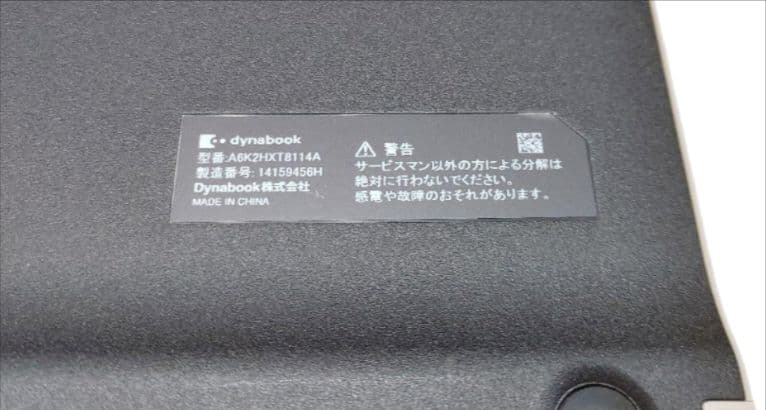 dynabook
型番:A6K2HXT8114A
製造番号: 14159456H
Dynabook株式会社
MADE IN CHINA
警告
サービスマン以外の方による分解は
絶対に行わないでください。
感電や故障のおそれがあります。